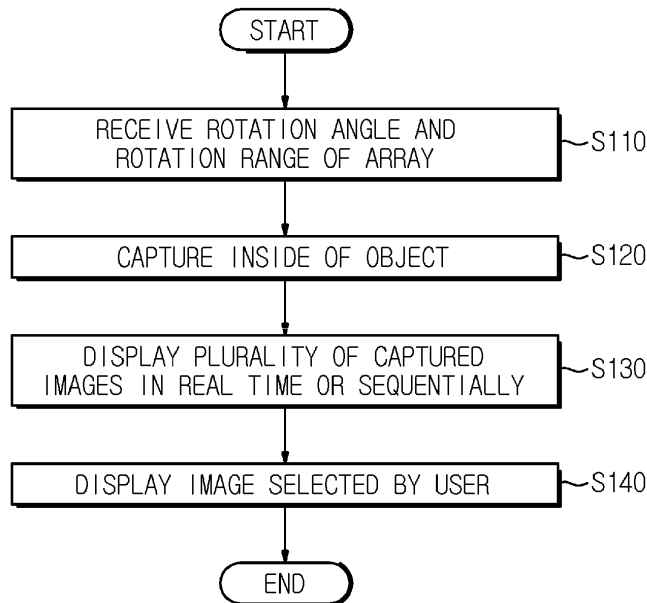 START
RECEIVE ROTATION ANGLE AND
ROTATION RANGE OF ARRAY
S110
CAPTURE INSIDE OF OBJECT
S120
DISPLAY PLURALITY OF CAPTURED
IMAGES IN REAL TIME OR SEQUENTIALLY
S130
DISPLAY IMAGE SELECTED BY USER
S140
END